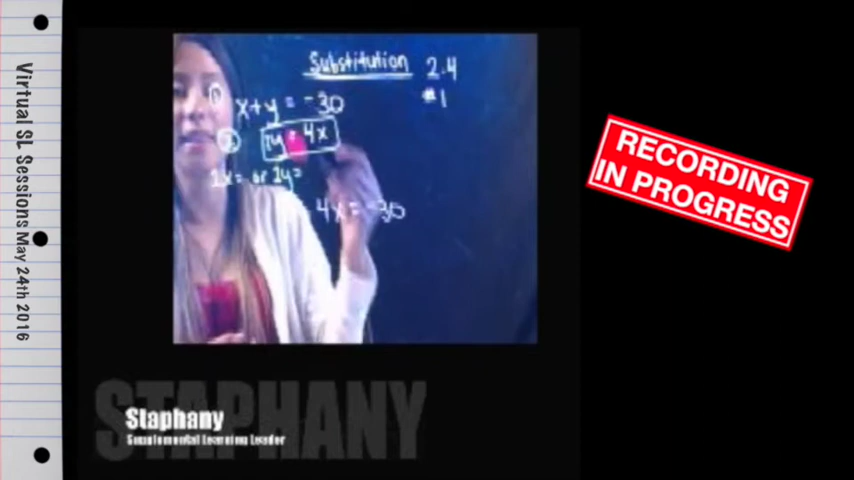 Virtual SL Sessions May 24th 2016
Substitution 2.4
#1
① x+y = -30
② 1y = 4x
1x= or 1y=
4x = -30
RECORDING
IN PROGRESS
STAPHANY
Staphany
Supplemental Learning Leader